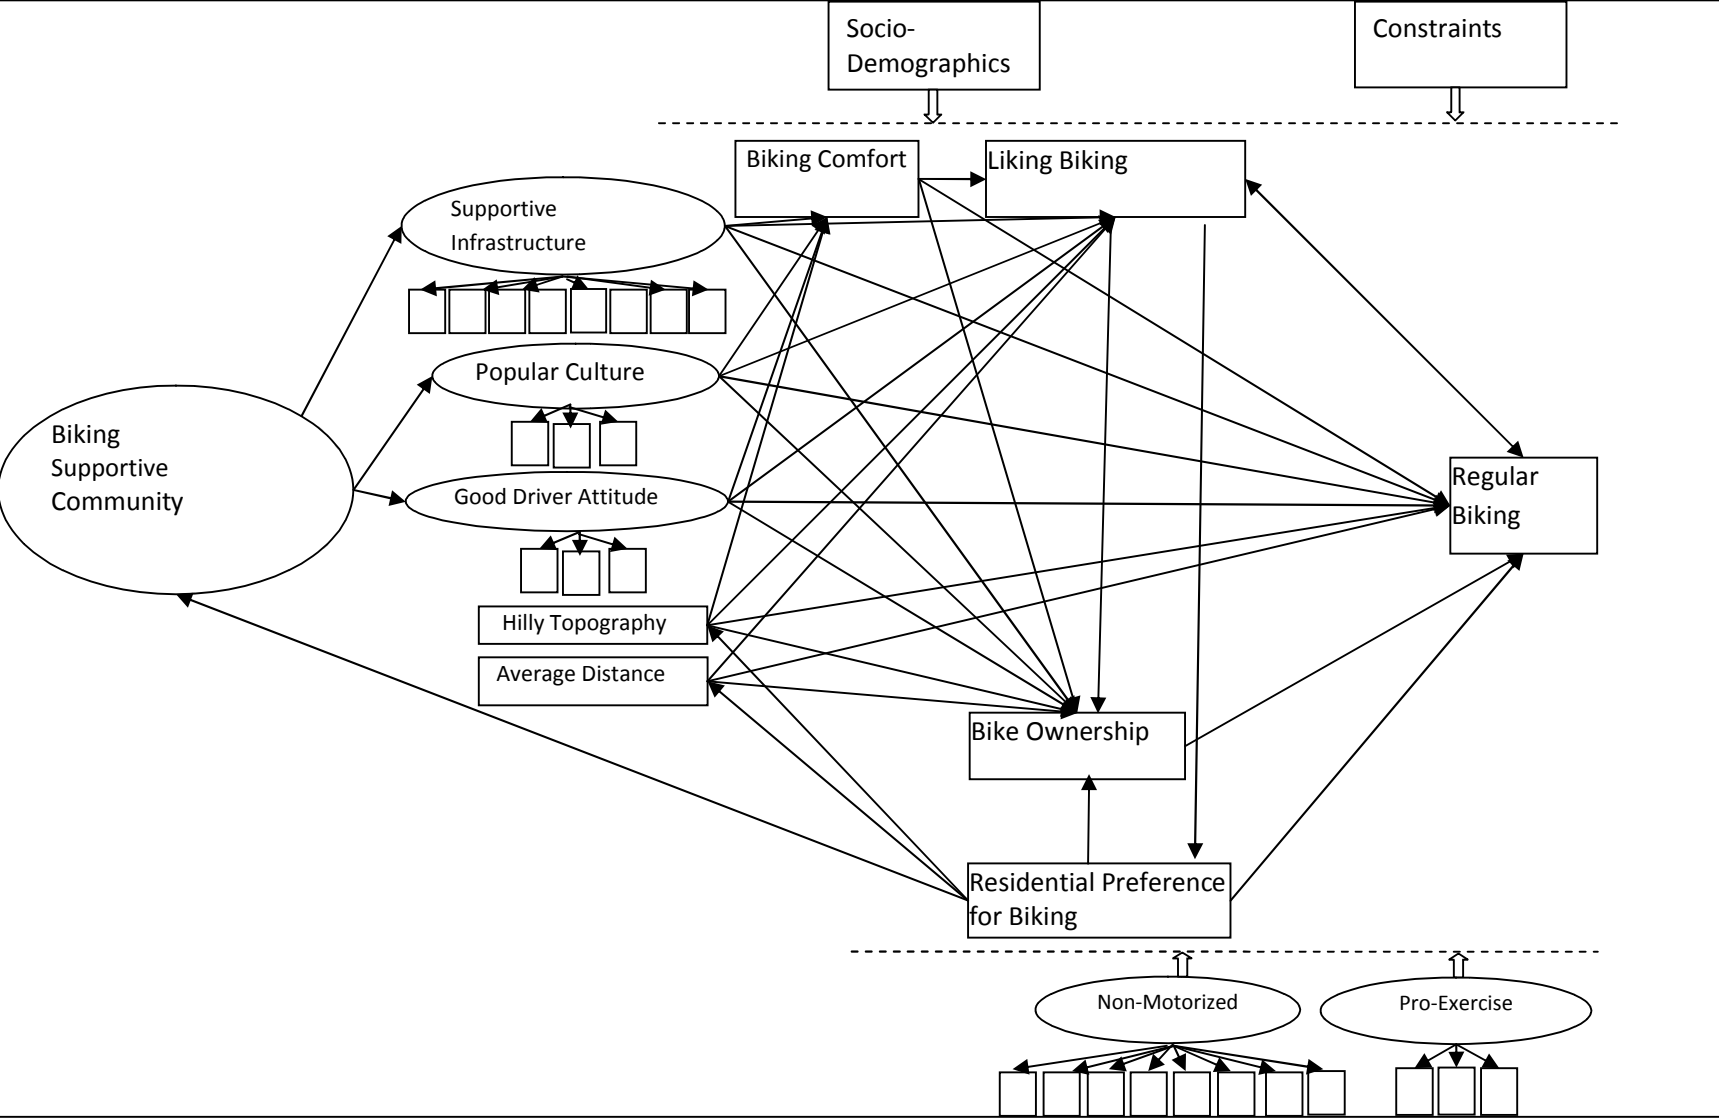 Socio-
Demographics
Constraints
Biking Comfort
Liking Biking
Supportive
Infrastructure
Popular Culture
Biking
Supportive
Community
Good Driver Attitude
Regular
Biking
Hilly Topography
Average Distance
Bike Ownership
Residential Preference
for Biking
Non-Motorized
Pro-Exercise